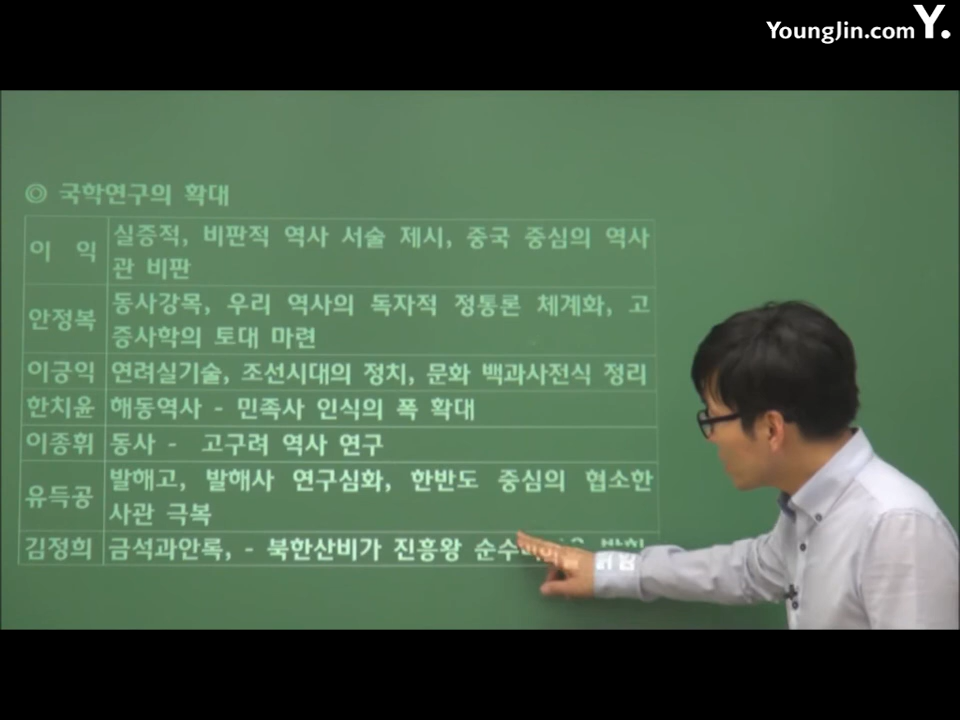 YoungJin.com Y.
◎ 국학연구의 확대
이 익 실증적, 비판적 역사 서술 제시, 중국 중심의 역사
관 비판
안정복 동사강목, 우리 역사의 독자적 정통론 체계화, 고
증사학의 토대 마련
이긍익 연려실기술, 조선시대의 정치, 문화 백과사전식 정리
한치윤 해동역사 - 민족사 인식의 폭 확대
이종휘 동사 - 고구려 역사 연구
유득공 발해고, 발해사 연구심화, 한반도 중심의 협소한
사관 극복
김정희 금석과안록, - 북한산비가 진흥왕